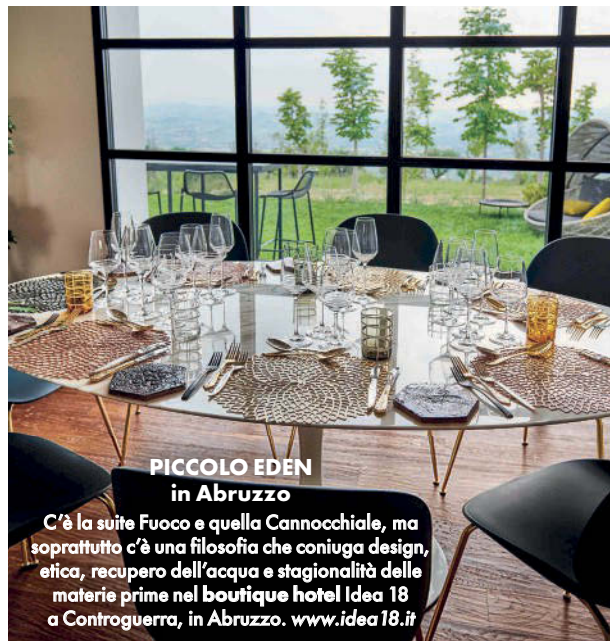 PICCOLO EDEN
in Abruzzo
C'è la suite Fuoco e quella Cannocchiale, ma
soprattutto c'è una filosofia che coniuga design,
etica, recupero dell'acqua e stagionalità delle
materie prime nel boutique hotel Idea 18
a Controguerra, in Abruzzo. www.idea18.it